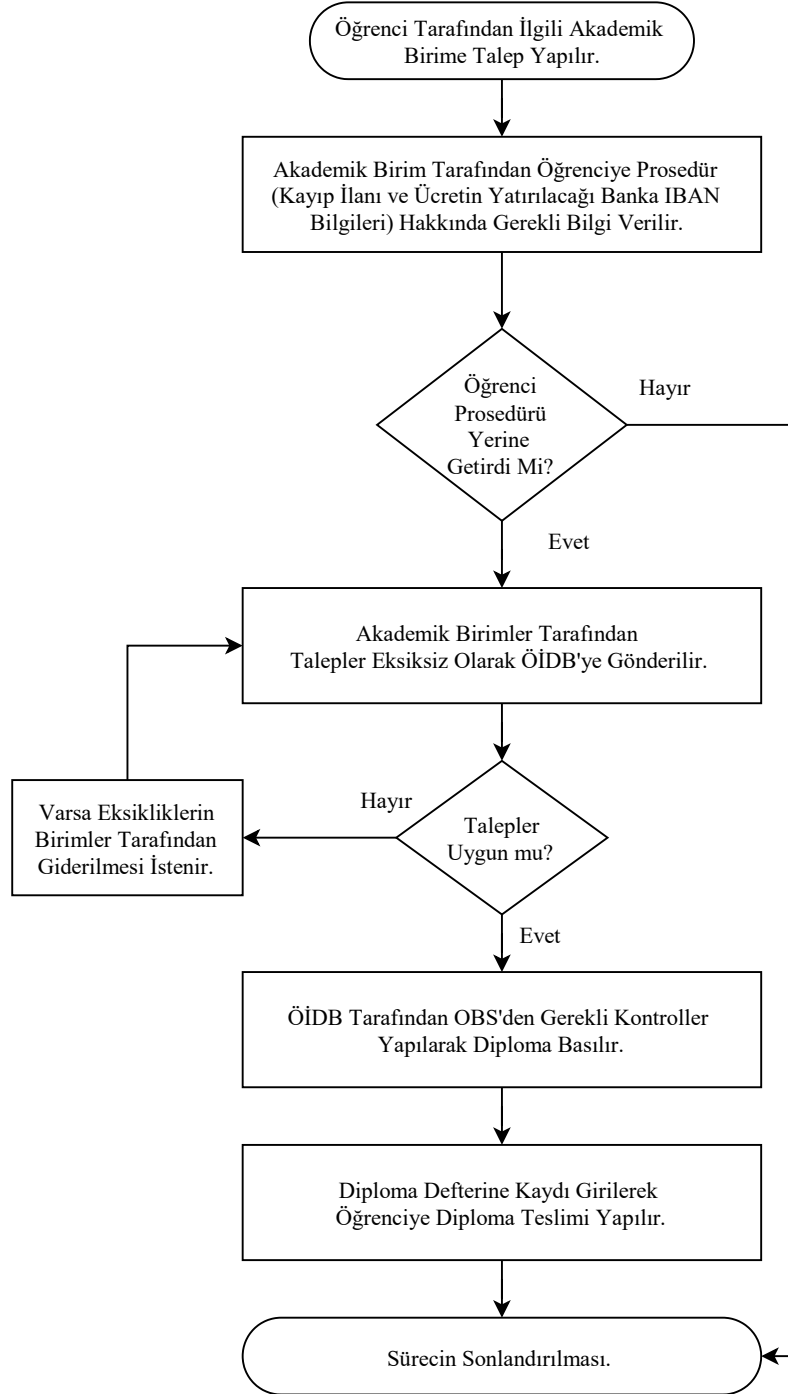 Öğrenci Tarafından İlgili Akademik
Birime Talep Yapılır.
Akademik Birim Tarafından Öğrenciye Prosedür
(Kayıp İlanı ve Ücretin Yatırılacağı Banka IBAN
Bilgileri) Hakkında Gerekli Bilgi Verilir.
Öğrenci
Prosedürü
Yerine
Getirdi Mi?
Hayır
Evet
Akademik Birimler Tarafından
Talepler Eksiksiz Olarak ÖİDB'ye Gönderilir.
Varsa Eksikliklerin
Birimler Tarafından
Giderilmesi İstenir.
Hayır
Talepler
Uygun mu?
Evet
ÖİDB Tarafından OBS'den Gerekli Kontroller
Yapılarak Diploma Basılır.
Diploma Defterine Kaydı Girilerek
Öğrenciye Diploma Teslimi Yapılır.
Sürecin Sonlandırılması.